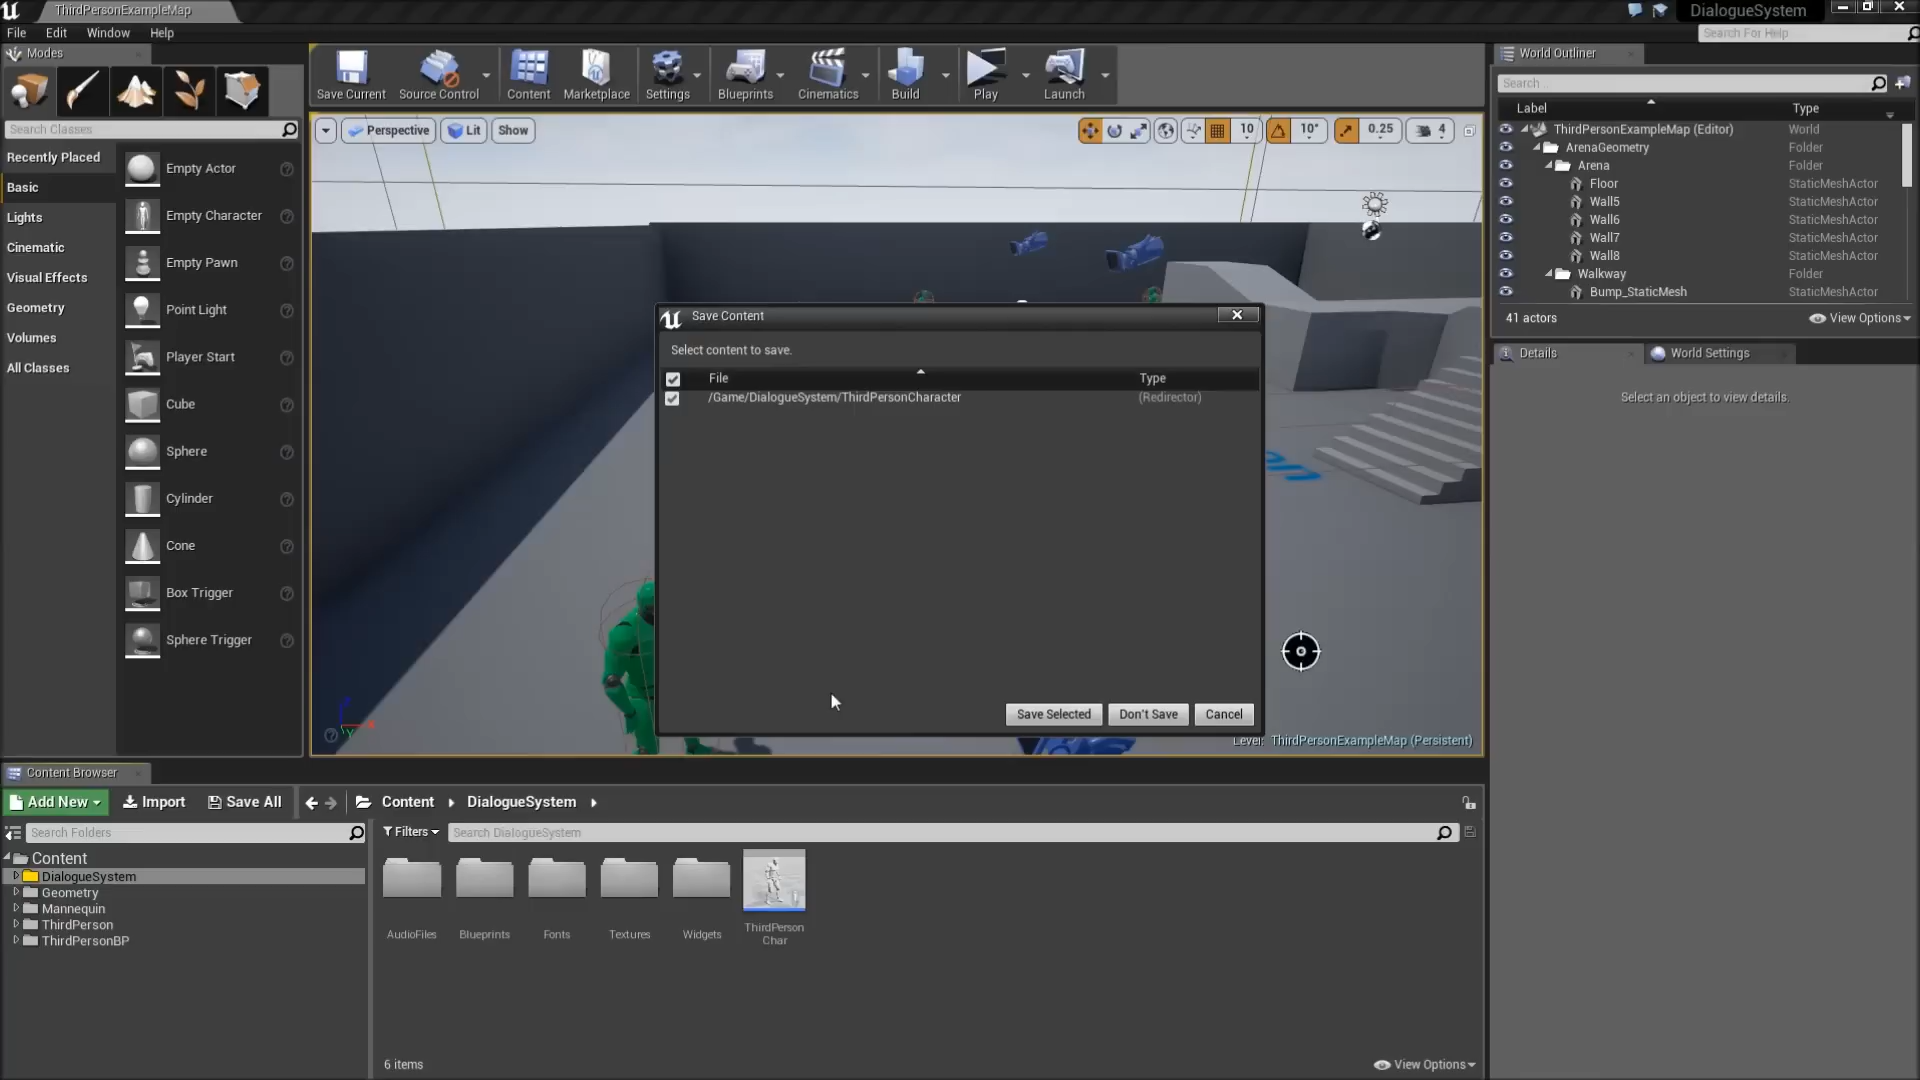 ThirdPersonExampleMap
DialogueSystem
File Edit Window Help
Search For Help
Modes
Save Current
Source Control
Content
Marketplace
Settings
Blueprints
Cinematics
Build
Play
Launch
Search Classes
Recently Placed
Basic
Lights
Cinematic
Visual Effects
Geometry
Volumes
All Classes
Empty Actor
Empty Character
Empty Pawn
Point Light
Player Start
Cube
Sphere
Cylinder
Cone
Box Trigger
Sphere Trigger
Perspective
Lit
Show
10
10°
0.25
4
Save Content
Select content to save.
File Type
/Game/DialogueSystem/ThirdPersonCharacter (Redirector)
Save Selected
Don't Save
Cancel
Level: ThirdPersonExampleMap (Persistent)
World Outliner
Search...
Label Type
ThirdPersonExampleMap (Editor) World
ArenaGeometry Folder
Arena Folder
Floor StaticMeshActor
Wall5 StaticMeshActor
Wall6 StaticMeshActor
Wall7 StaticMeshActor
Wall8 StaticMeshActor
Walkway Folder
Bump_StaticMesh StaticMeshActor
41 actors
View Options
Details
World Settings
Select an object to view details.
Content Browser
Add New
Import
Save All
Content
DialogueSystem
Search Folders
Filters
Search DialogueSystem
Content
DialogueSystem
Geometry
Mannequin
ThirdPerson
ThirdPersonBP
AudioFiles
Blueprints
Fonts
Textures
Widgets
ThirdPerson
Char
6 items
View Options